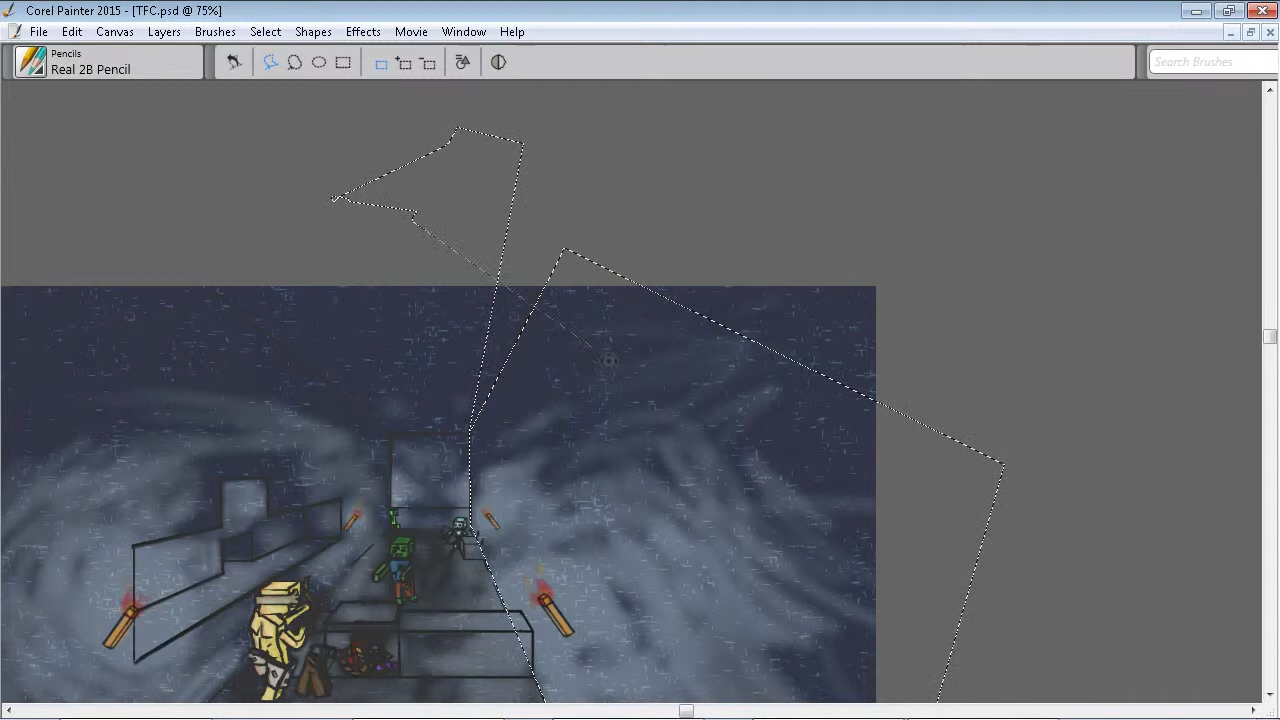 Corel Painter 2015 - [TFC.psd @ 75%]
File Edit Canvas Layers Brushes Select Shapes Effects Movie Window Help
Pencils
Real 2B Pencil
Search Brushes